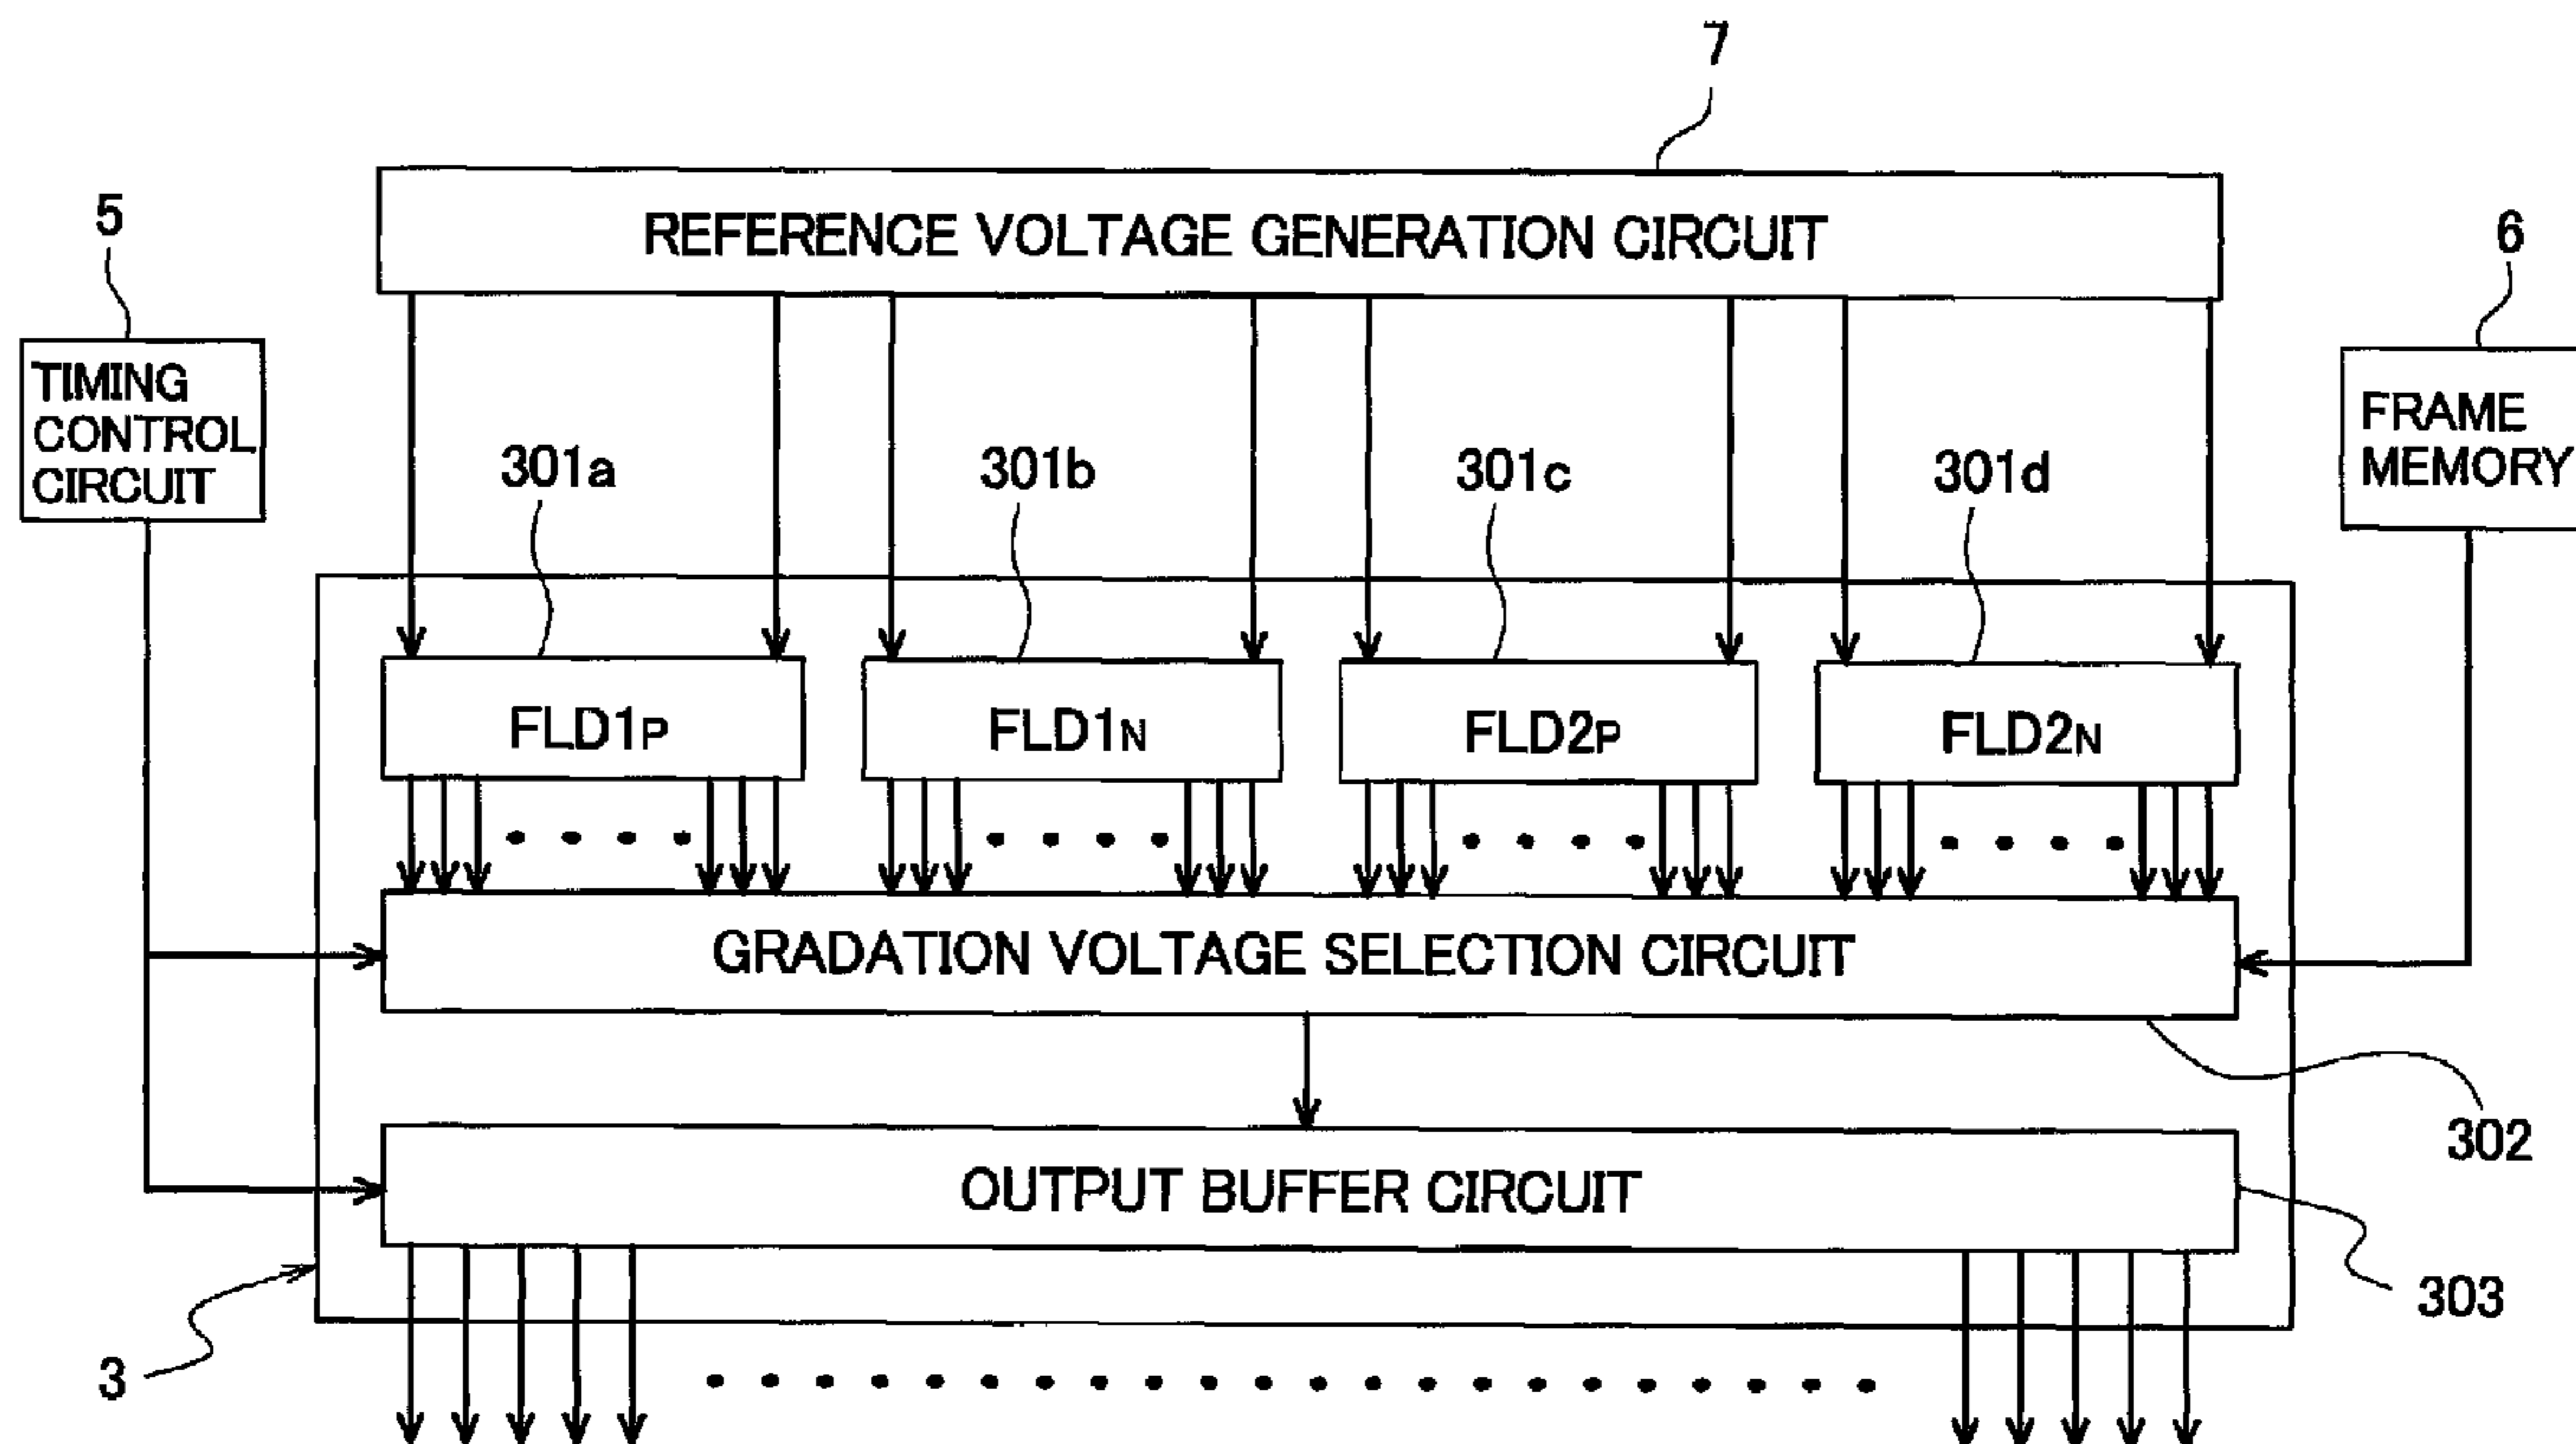 7
REFERENCE VOLTAGE GENERATION CIRCUIT
5
6
TIMING
CONTROL
CIRCUIT
FRAME
MEMORY
301a
301b
301c
301d
FLD1P
FLD1N
FLD2P
FLD2N
GRADATION VOLTAGE SELECTION CIRCUIT
302
OUTPUT BUFFER CIRCUIT
303
3